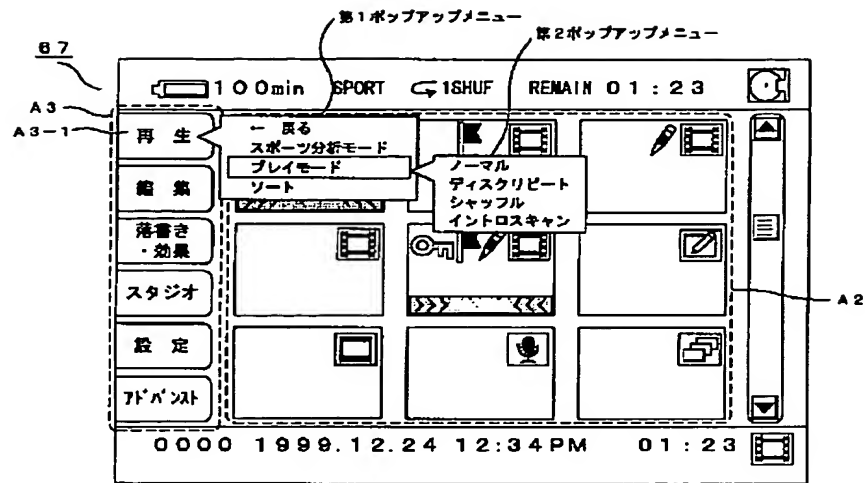 第1ポップアップメニュー
第2ポップアップメニュー
67
100min SPORT 1SHUF REMAIN 01:23
A3
A3-1
再 生
← 戻る
スポーツ分析モード
プレイモード
ソート
ノーマル
ディスクリピート
シャッフル
イントロスキャン
編 集
落書き
・効果
スタジオ
設 定
アドバンスト
A2
0000 1999.12.24 12:34PM 01:23